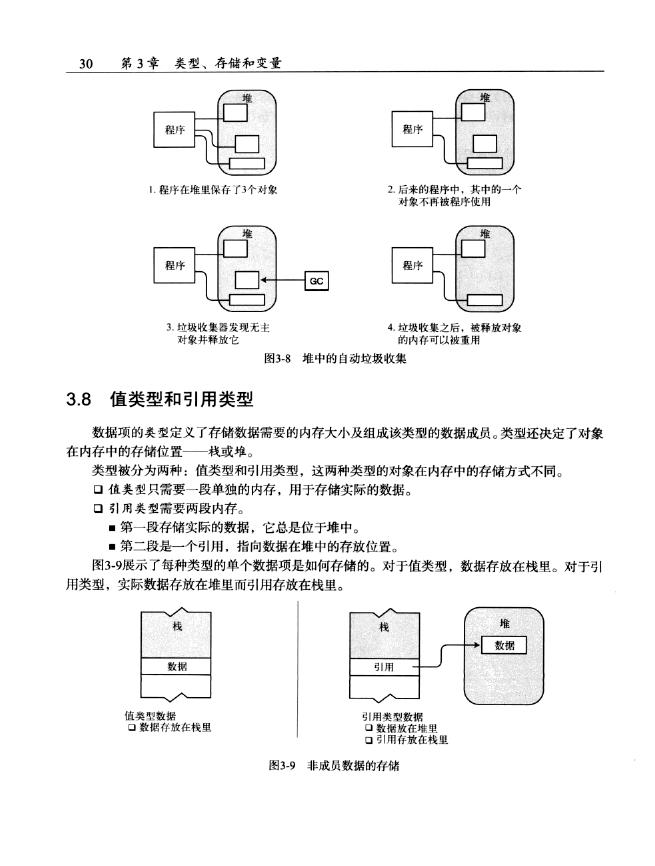 30 第3章 类型、存储和变量
堆
程序
1. 程序在堆里保存了3个对象
堆
程序
2. 后来的程序中，其中的一个
对象不再被程序使用
堆
程序
GC
3. 垃圾收集器发现无主
对象并释放它
堆
程序
4. 垃圾收集之后，被释放对象
的内存可以被重用
图3-8 堆中的自动垃圾收集
3.8 值类型和引用类型
数据项的类型定义了存储数据需要的内存大小及组成该类型的数据成员。类型还决定了对象
在内存中的存储位置——栈或堆。
类型被分为两种：值类型和引用类型，这两种类型的对象在内存中的存储方式不同。
❑ 值类型只需要一段单独的内存，用于存储实际的数据。
❑ 引用类型需要两段内存。
■ 第一段存储实际的数据，它总是位于堆中。
■ 第二段是一个引用，指向数据在堆中的存放位置。
图3-9展示了每种类型的单个数据项是如何存储的。对于值类型，数据存放在栈里。对于引
用类型，实际数据存放在堆里而引用存放在栈里。
栈
数据
值类型数据
❑ 数据存放在栈里
栈
引用
堆
数据
引用类型数据
❑ 数据放在堆里
❑ 引用存放在栈里
图3-9 非成员数据的存储